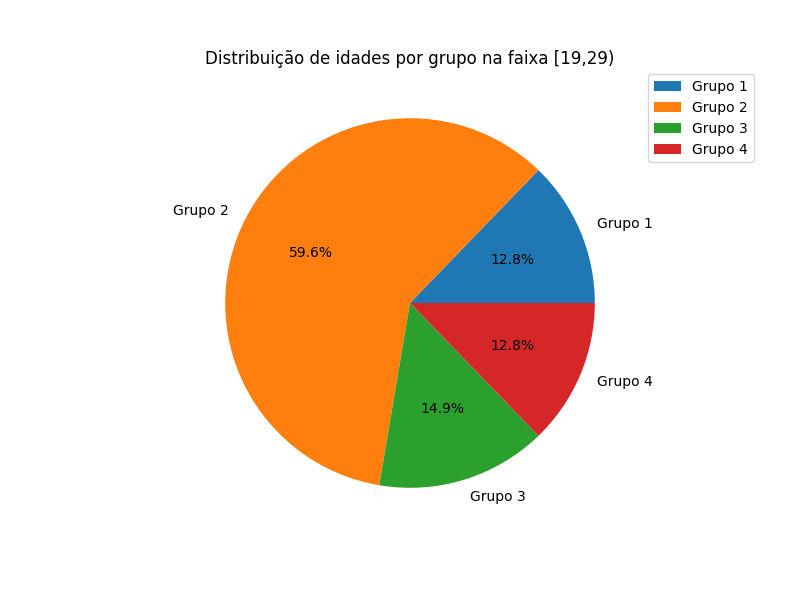 Distribuição de idades por grupo na faixa [19,29)
Grupo 1
Grupo 2
Grupo 3
Grupo 4
Grupo 2
Grupo 1
59.6%
12.8%
12.8%
Grupo 4
14.9%
Grupo 3